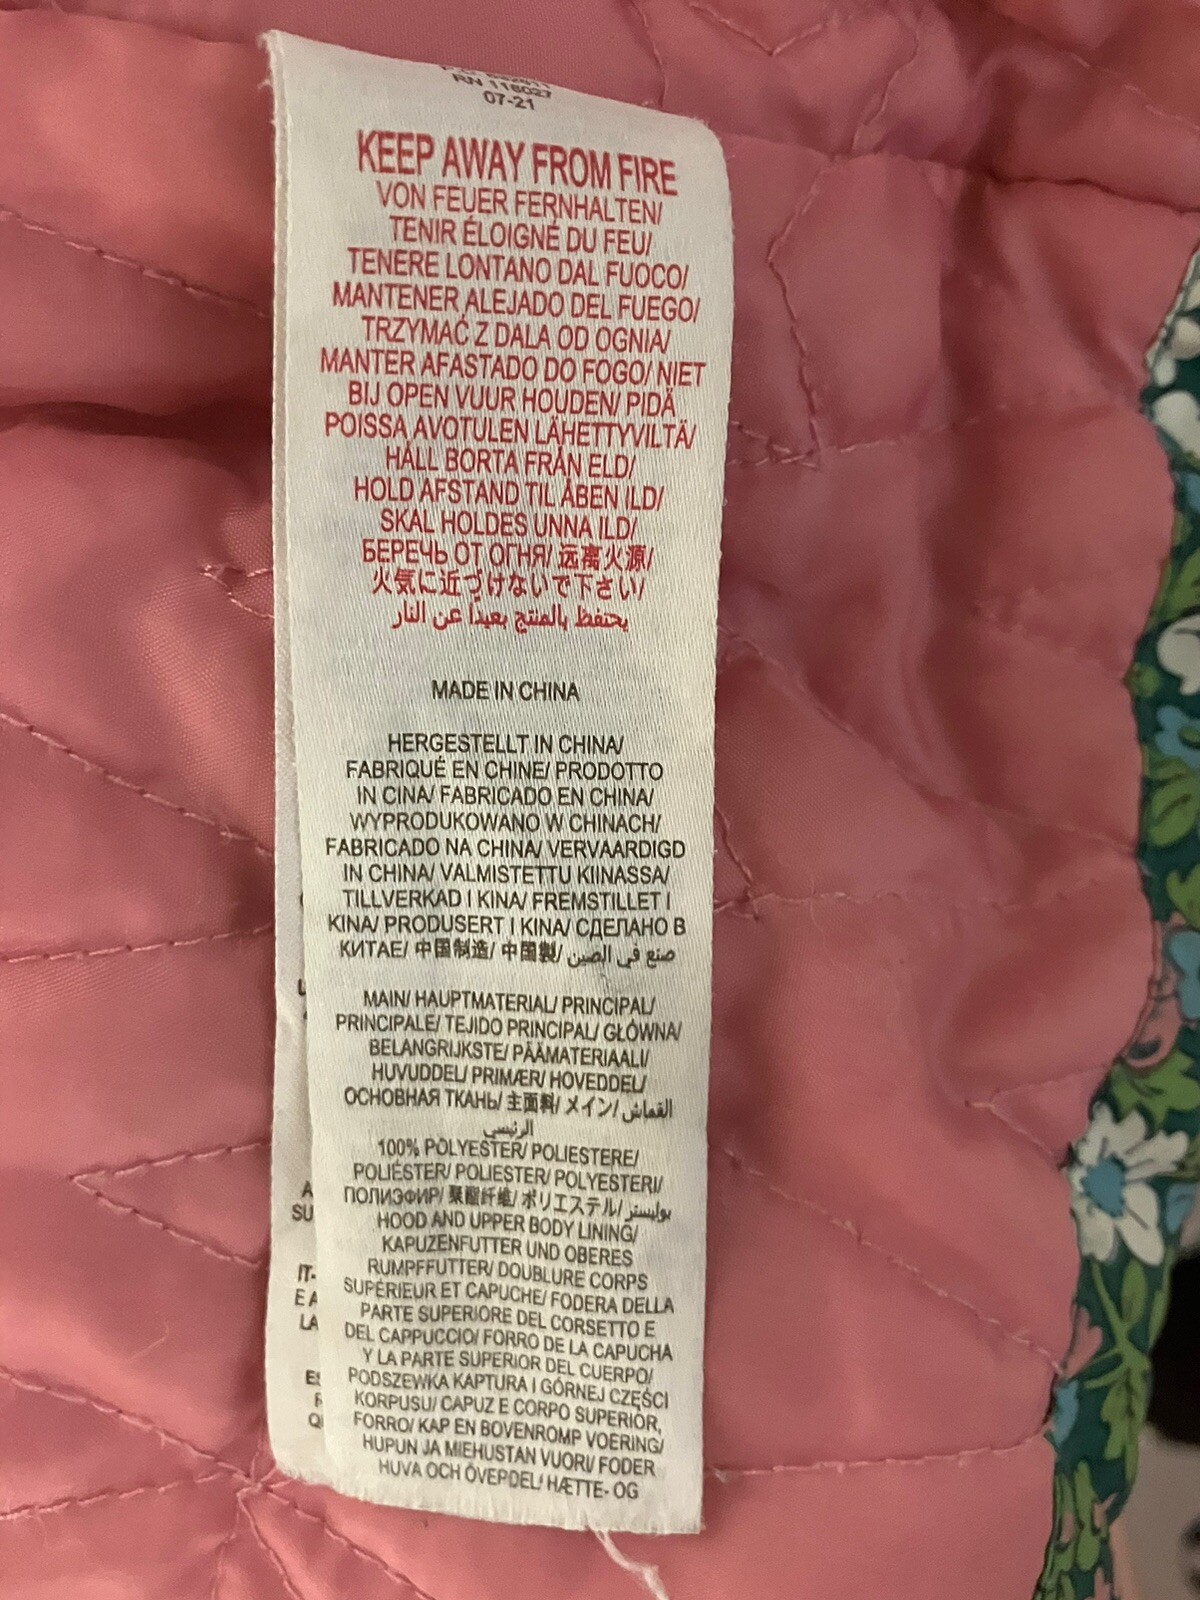 RN 116027
07-21
KEEP AWAY FROM FIRE
VON FEUER FERNHALTEN/
TENIR ÉLOIGNÉ DU FEU/
TENERE LONTANO DAL FUOCO/
MANTENER ALEJADO DEL FUEGO/
TRZYMAĆ Z DALA OD OGNIA/
MANTER AFASTADO DO FOGO/ NIET
BIJ OPEN VUUR HOUDEN/ PIDÄ
POISSA AVOTULEN LÄHETTYVILTÄ/
HÅLL BORTA FRÅN ELD/
HOLD AFSTAND TIL ÅBEN ILD/
SKAL HOLDES UNNA ILD/
БЕРЕЧЬ ОТ ОГНЯ/ 远离火源/
火気に近づけないで下さい/
يحتفظ بالمنتج بعيدا عن النار
MADE IN CHINA
HERGESTELLT IN CHINA/
FABRIQUÉ EN CHINE/ PRODOTTO
IN CINA/ FABRICADO EN CHINA/
WYPRODUKOWANO W CHINACH/
FABRICADO NA CHINA/ VERVAARDIGD
IN CHINA/ VALMISTETTU KIINASSA/
TILLVERKAD I KINA/ FREMSTILLET I
KINA/ PRODUSERT I KINA/ СДЕЛАНО В
КИТАЕ/ 中国制造/ 中国製/ صنع في الصين
MAIN/ HAUPTMATERIAL/ PRINCIPAL/
PRINCIPALE/ TEJIDO PRINCIPAL/ GŁÓWNA/
BELANGRIJKSTE/ PÄÄMATERIAALI/
HUVUDDEL/ PRIMÆR/ HOVEDDEL/
ОСНОВНАЯ ТКАНЬ/ 主面料/ メイン/ القماش
الرئيسي
100% POLYESTER/ POLIESTERE/
POLIÉSTER/ POLIESTER/ POLYESTERI/
ПОЛИЭФИР/ 聚酯纤维/ ポリエステル/ بوليستر
HOOD AND UPPER BODY LINING/
KAPUZENFUTTER UND OBERES
RUMPFFUTTER/ DOUBLURE CORPS
SUPÉRIEUR ET CAPUCHE/ FODERA DELLA
PARTE SUPERIORE DEL CORSETTO E
DEL CAPPUCCIO/ FORRO DE LA CAPUCHA
Y LA PARTE SUPERIOR DEL CUERPO/
PODSZEWKA KAPTURA I GÓRNEJ CZĘŚCI
KORPUSU/ CAPUZ E CORPO SUPERIOR,
FORRO/ KAP EN BOVENROMP VOERING/
HUPUN JA MIEHUSTAN VUORI/ FODER
HUVA OCH ÖVERDEL/ HÆTTE- OG
A
SU
IT-
E A
LA
ES